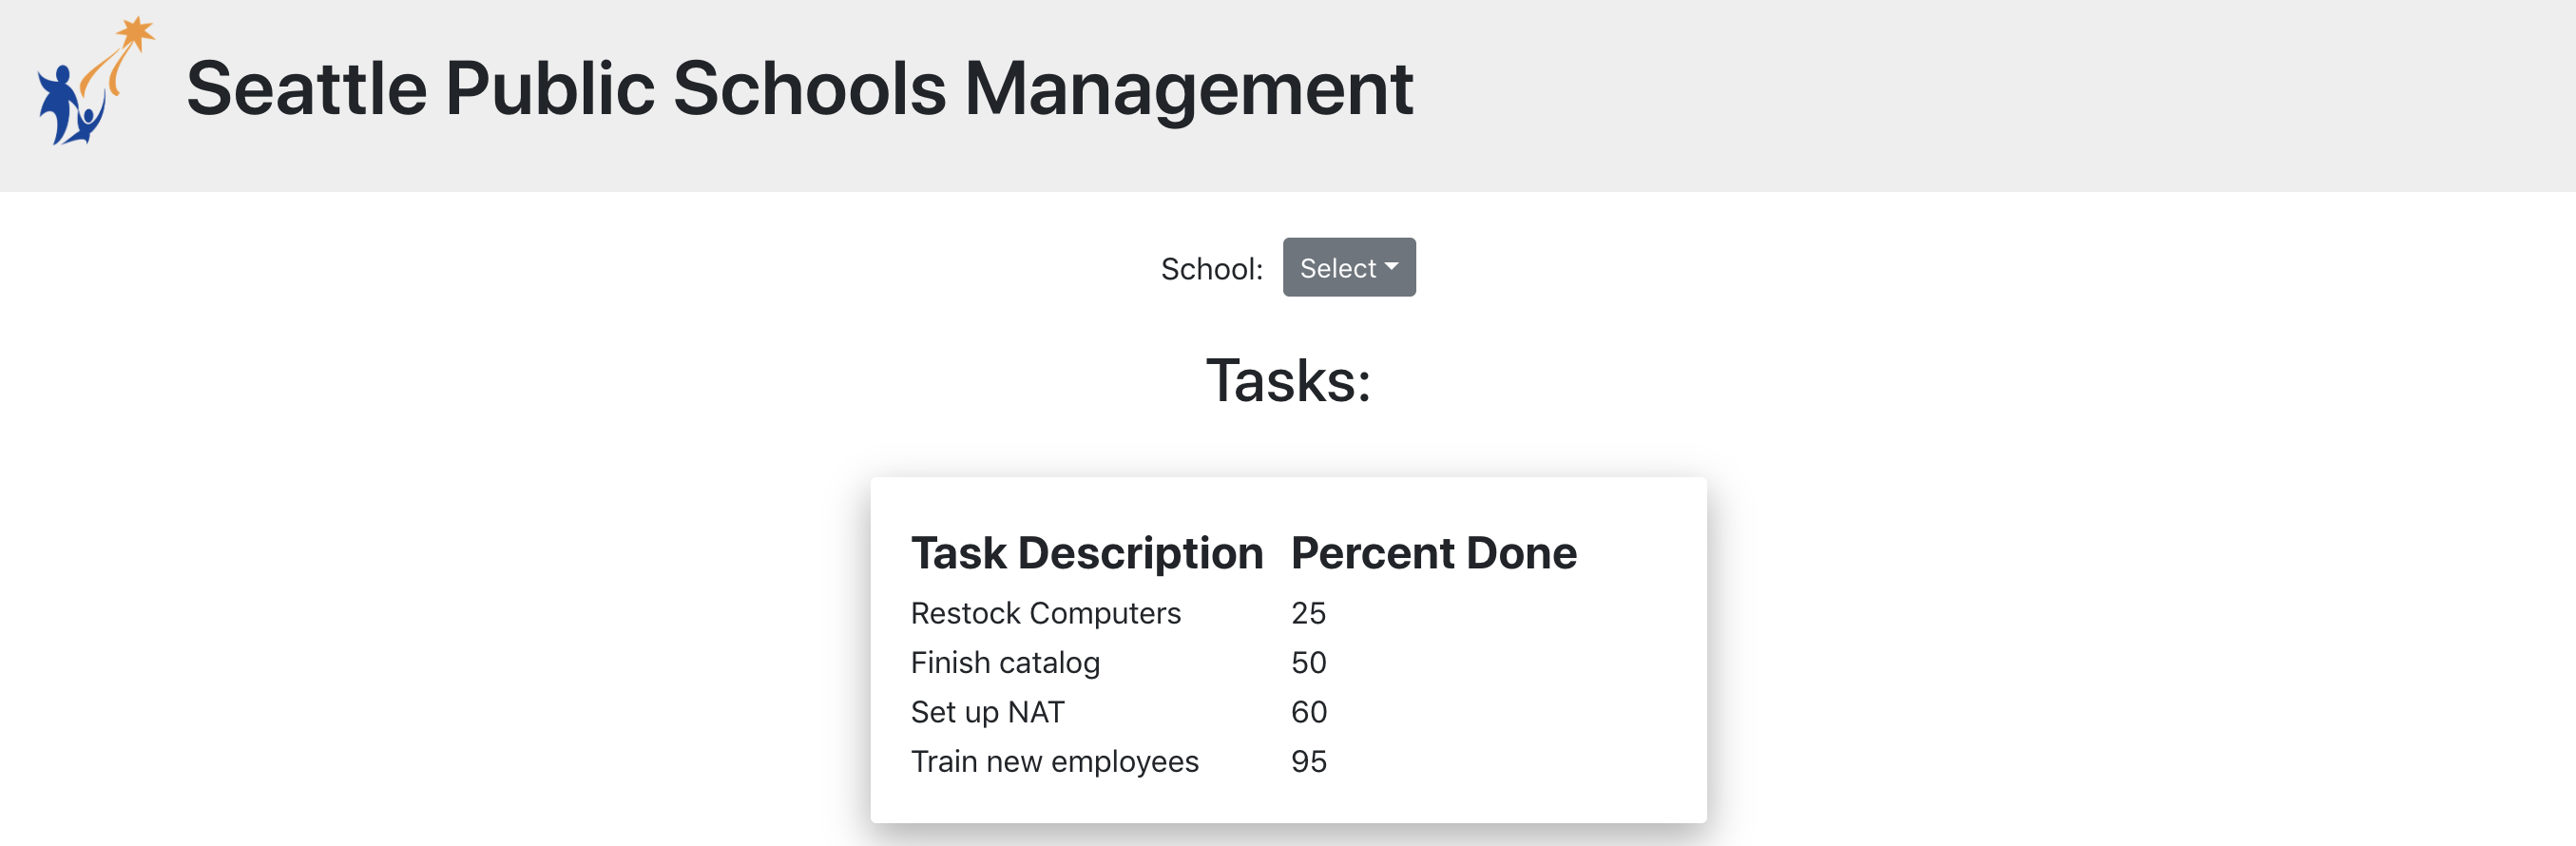 Seattle Public Schools Management
School: Select
Tasks:
Task Description Percent Done
Restock Computers 25
Finish catalog 50
Set up NAT 60
Train new employees 95